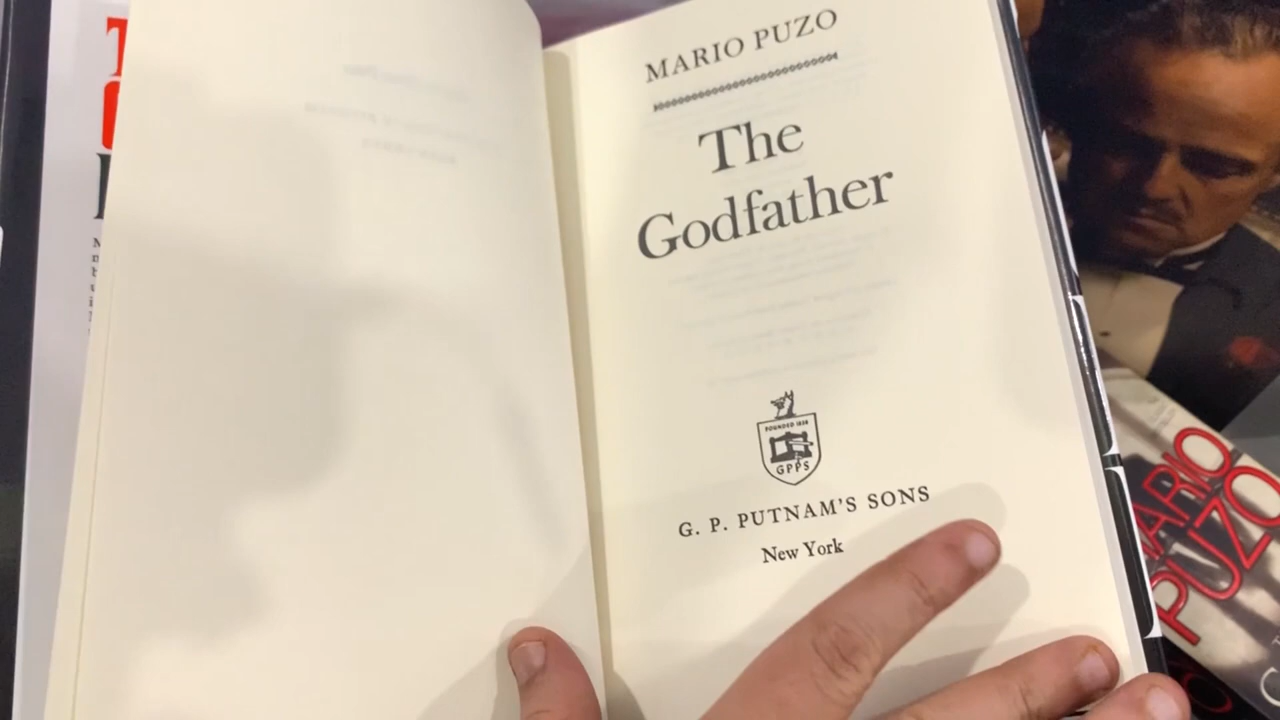 MARIO PUZO
The
Godfather
FOUNDED 1838
GPPS
G. P. PUTNAM'S SONS
New York
MARIO
PUZO